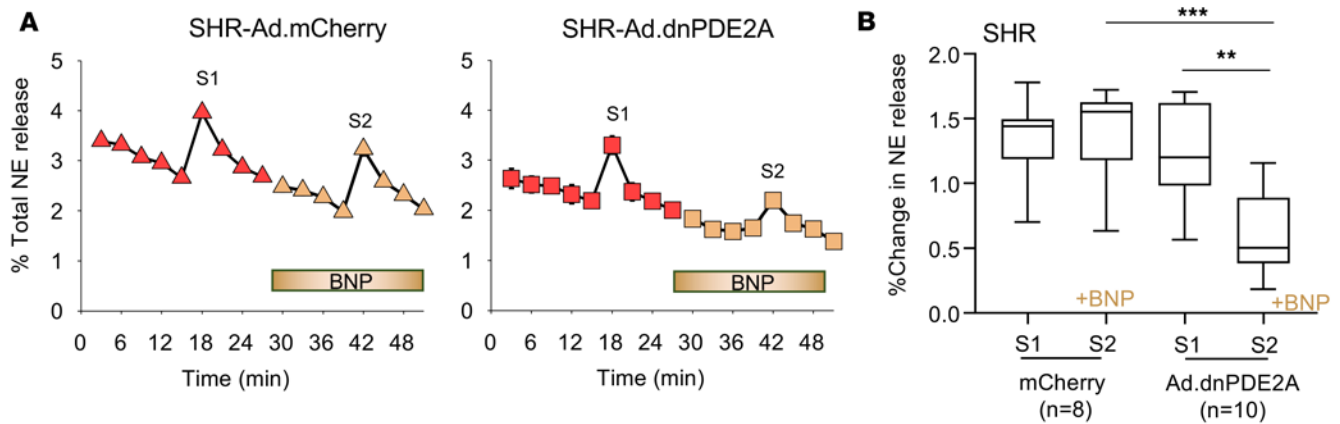 A
SHR-Ad.mCherry
% Total NE release
5
4
3
2
1
0
S1
S2
BNP
0 6 12 18 24 30 36 42 48
Time (min)
SHR-Ad.dnPDE2A
5
4
3
2
1
0
S1
S2
BNP
0 6 12 18 24 30 36 42 48
Time (min)
B
SHR
***
**
%Change in NE release
2.0
1.5
1.0
0.5
0.0
+BNP
+BNP
S1 S2 S1 S2
mCherry Ad.dnPDE2A
(n=8) (n=10)